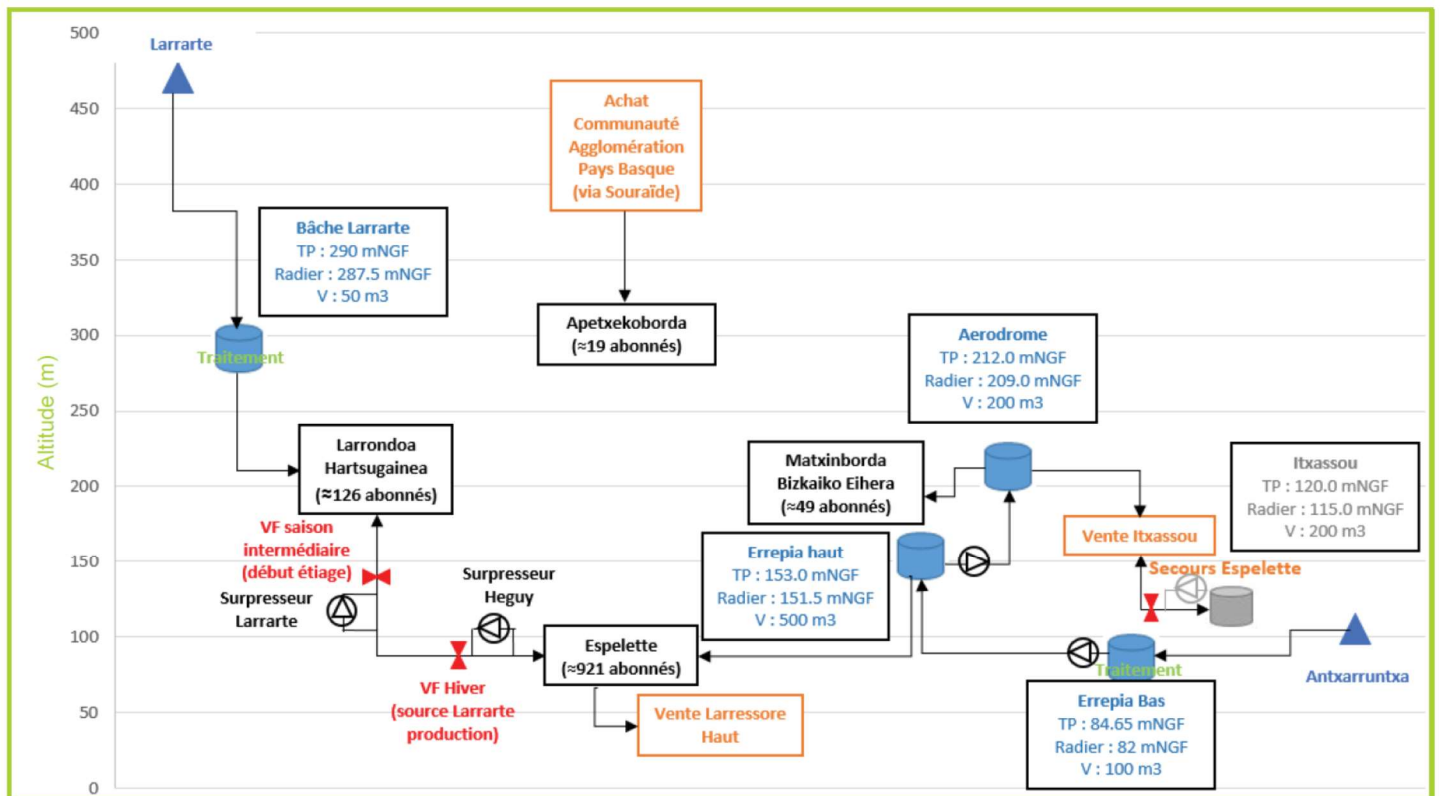 Altitude (m)
500
450
400
350
300
250
200
150
100
50
0
Larrarte
Bâche Larrarte
TP : 290 mNGF
Radier : 287.5 mNGF
V : 50 m3
Traitement
Larrondoa
Hartsugainea
(≈126 abonnés)
VF saison
intermédiaire
(début étiage)
Surpresseur
Larrarte
VF Hiver
(source Larrarte
production)
Surpresseur
Heguy
Achat
Communauté
Agglomération
Pays Basque
(via Souraïde)
Apetxekoborda
(≈19 abonnés)
Espelette
(≈921 abonnés)
Vente Larressore
Haut
Matxinborda
Bizkaiko Eihera
(≈49 abonnés)
Errepia haut
TP : 153.0 mNGF
Radier : 151.5 mNGF
V : 500 m3
Aerodrome
TP : 212.0 mNGF
Radier : 209.0 mNGF
V : 200 m3
Vente Itxassou
Secours Espelette
Itxassou
TP : 120.0 mNGF
Radier : 115.0 mNGF
V : 200 m3
Traitement
Errepia Bas
TP : 84.65 mNGF
Radier : 82 mNGF
V : 100 m3
Antxarruntxa